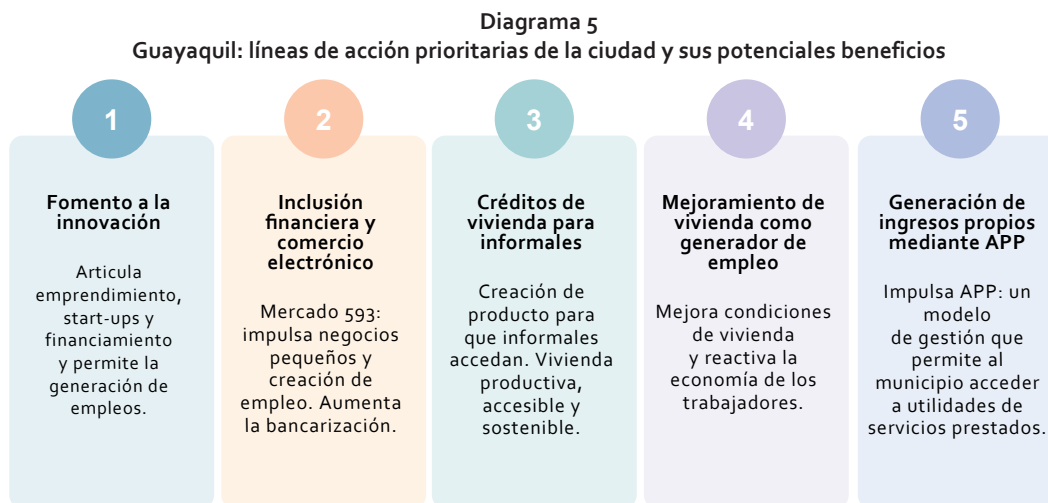 Diagrama 5
Guayaquil: líneas de acción prioritarias de la ciudad y sus potenciales beneficios
1
Fomento a la
innovación
Articula
emprendimiento,
start-ups y
financiamiento
y permite la
generación de
empleos.
2
Inclusión
financiera y
comercio
electrónico
Mercado 593:
impulsa negocios
pequeños y
creación de
empleo. Aumenta
la bancarización.
3
Créditos de
vivienda para
informales
Creación de
producto para
que informales
accedan. Vivienda
productiva,
accesible y
sostenible.
4
Mejoramiento de
vivienda como
generador de
empleo
Mejora condiciones
de vivienda
y reactiva la
economía de los
trabajadores.
5
Generación de
ingresos propios
mediante APP
Impulsa APP: un
modelo
de gestión que
permite al
municipio acceder
a utilidades de
servicios prestados.